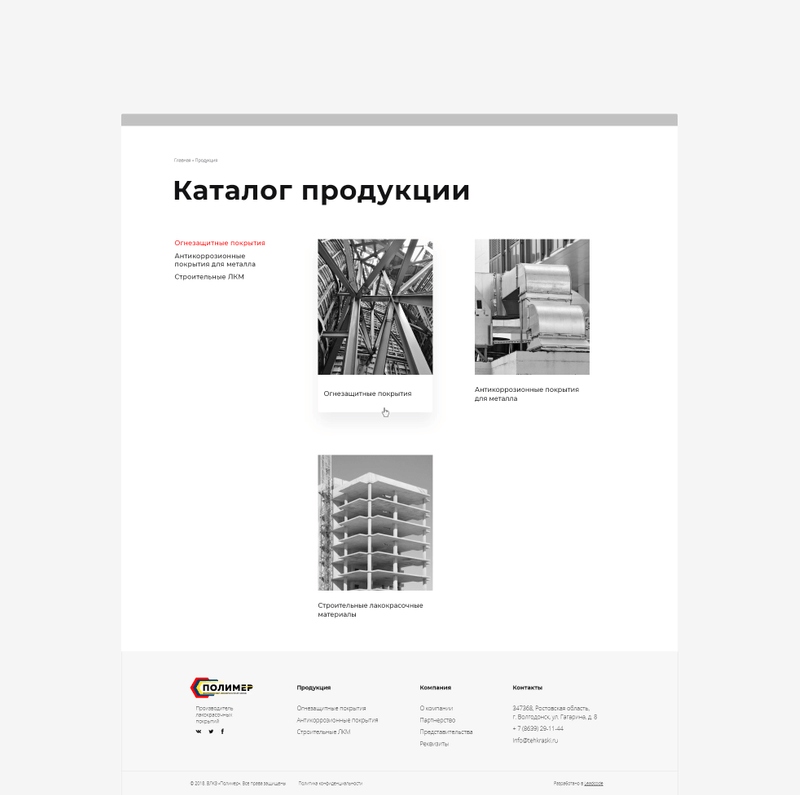 Главная » Продукция
Каталог продукции
Огнезащитные покрытия
Антикоррозионные
покрытия для металла
Строительные ЛКМ
Огнезащитные покрытия
Антикоррозионные покрытия
для металла
Строительные лакокрасочные
материалы
ПОЛИМЕР
Производитель
лакокрасочных
покрытий
Продукция
Огнезащитные покрытия
Антикоррозионные покрытия
Строительные ЛКМ
Компания
О компании
Партнерство
Представительства
Реквизиты
Контакты
347368, Ростовская область,
г. Волгодонск, ул. Гагарина, д. 8
+ 7 (8639) 29-11-44
info@tehkraski.ru
© 2018. ВЛКЗ «Полимер». Все права защищены
Политика конфиденциальности
Разработано в